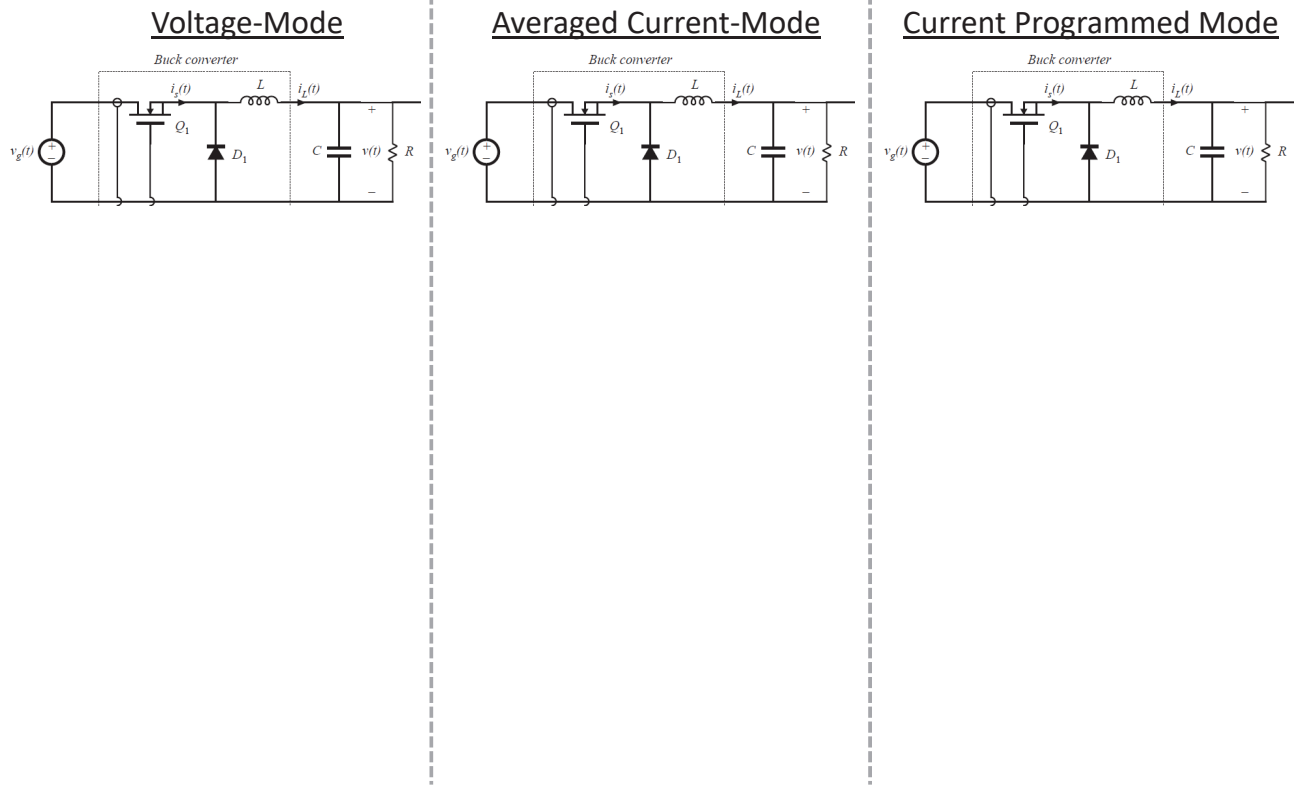 Voltage-Mode
Buck converter
i_s(t)
L
i_L(t)
+
Q_1
v_g(t)
+
−
D_1
C
v(t)
R
−
Averaged Current-Mode
Buck converter
i_s(t)
L
i_L(t)
+
Q_1
v_g(t)
+
−
D_1
C
v(t)
R
−
Current Programmed Mode
Buck converter
i_s(t)
L
i_L(t)
+
Q_1
v_g(t)
+
−
D_1
C
v(t)
R
−